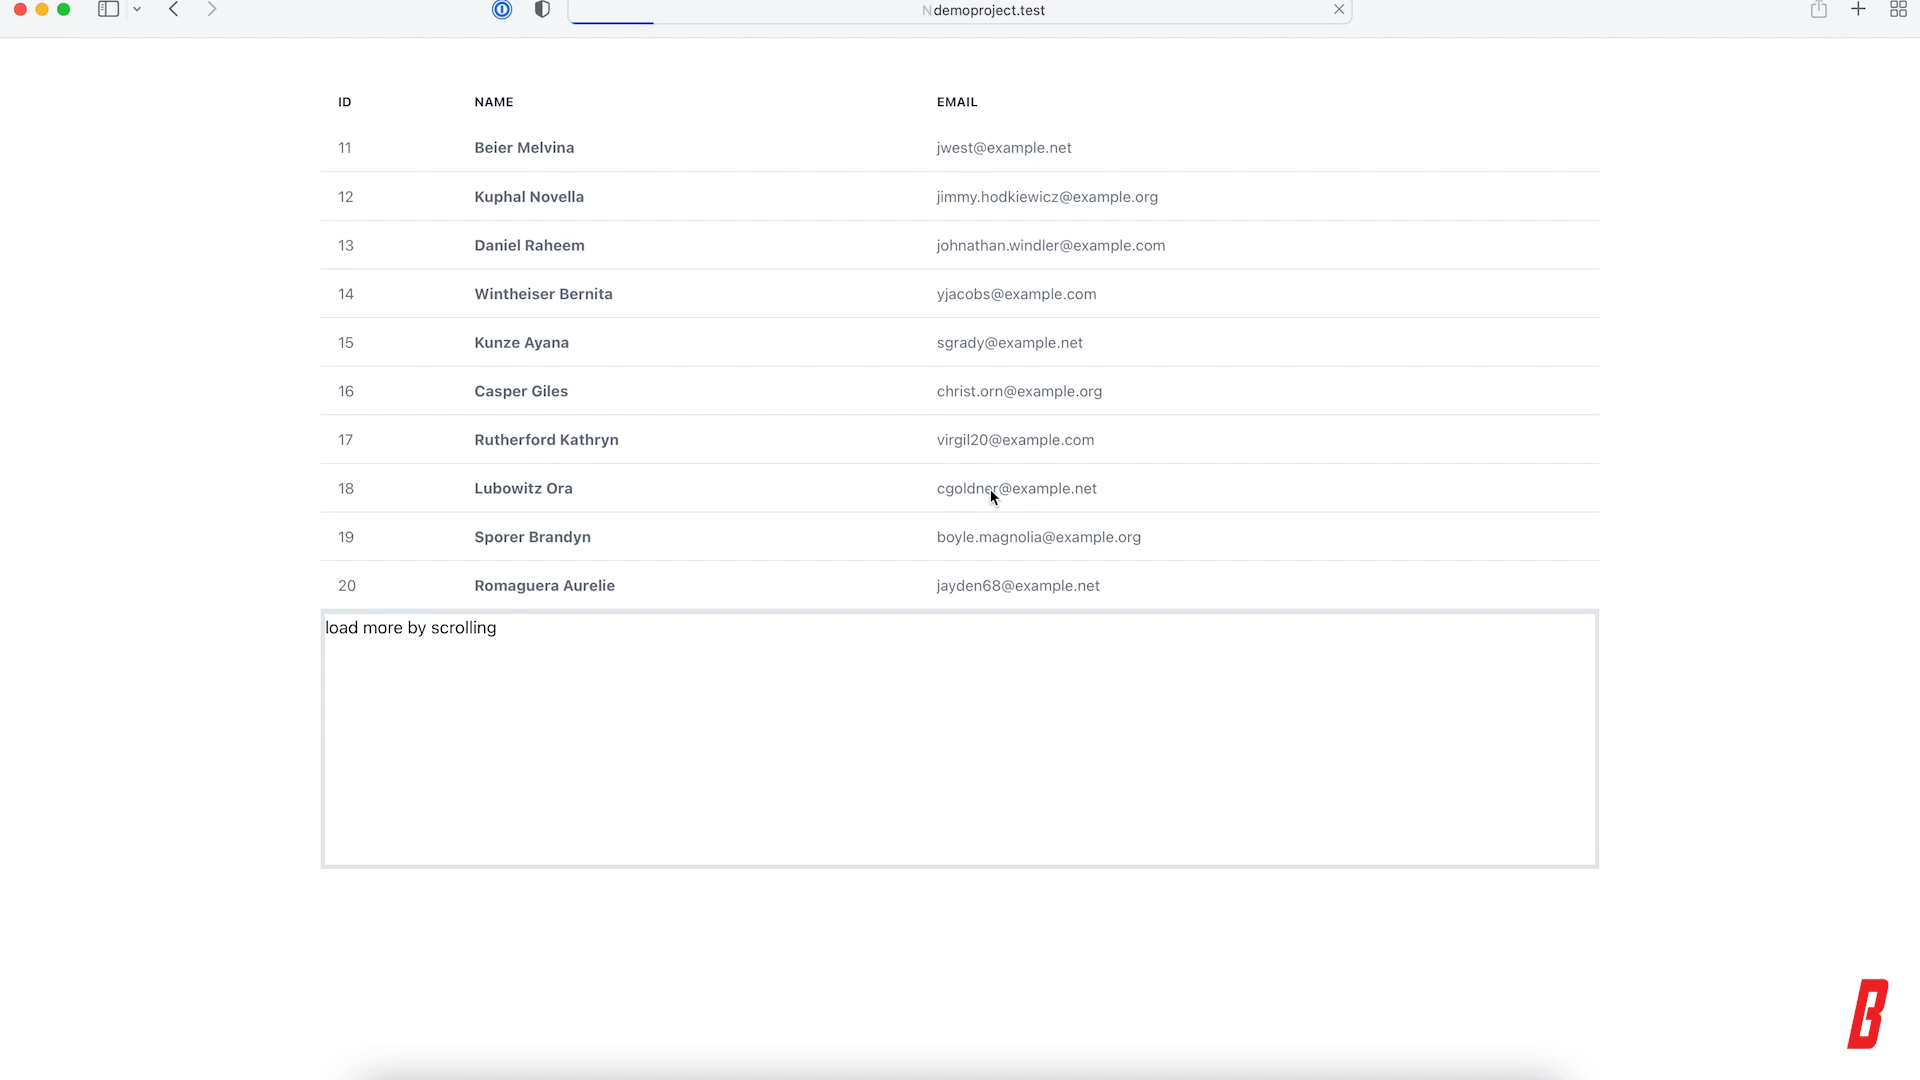 demoproject.test
ID NAME EMAIL
11 Beier Melvina jwest@example.net
12 Kuphal Novella jimmy.hodkiewicz@example.org
13 Daniel Raheem johnathan.windler@example.com
14 Wintheiser Bernita yjacobs@example.com
15 Kunze Ayana sgrady@example.net
16 Casper Giles christ.orn@example.org
17 Rutherford Kathryn virgil20@example.com
18 Lubowitz Ora cgoldner@example.net
19 Sporer Brandyn boyle.magnolia@example.org
20 Romaguera Aurelie jayden68@example.net
load more by scrolling
B